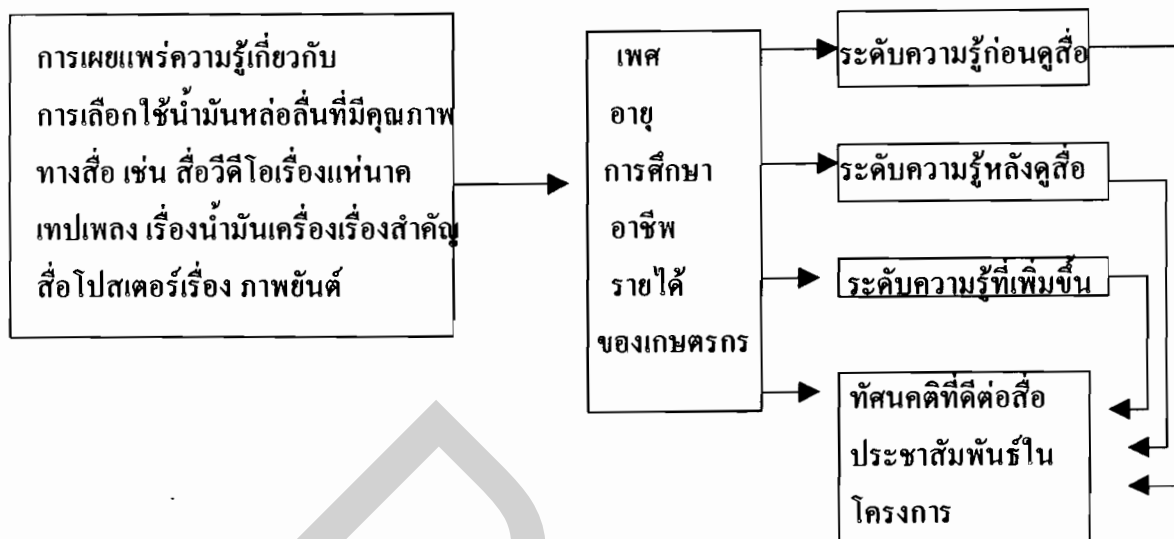 การเผยแพร่ความรู้เกี่ยวกับ
การเลือกใช้น้ำมันหล่อลื่นที่มีคุณภาพ
ทางสื่อ เช่น สื่อวีดีโอเรื่องแห่นาค
เทปเพลง เรื่องน้ำมันเครื่องเรื่องสำคัญ
สื่อโปสเตอร์เรื่อง ภาพยันต์
เพศ
อายุ
การศึกษา
อาชีพ
รายได้
ของเกษตรกร
ระดับความรู้ก่อนดูสื่อ
ระดับความรู้หลังดูสื่อ
ระดับความรู้ที่เพิ่มขึ้น
ทัศนคติที่ดีต่อสื่อ
ประชาสัมพันธ์ใน
โครงการ